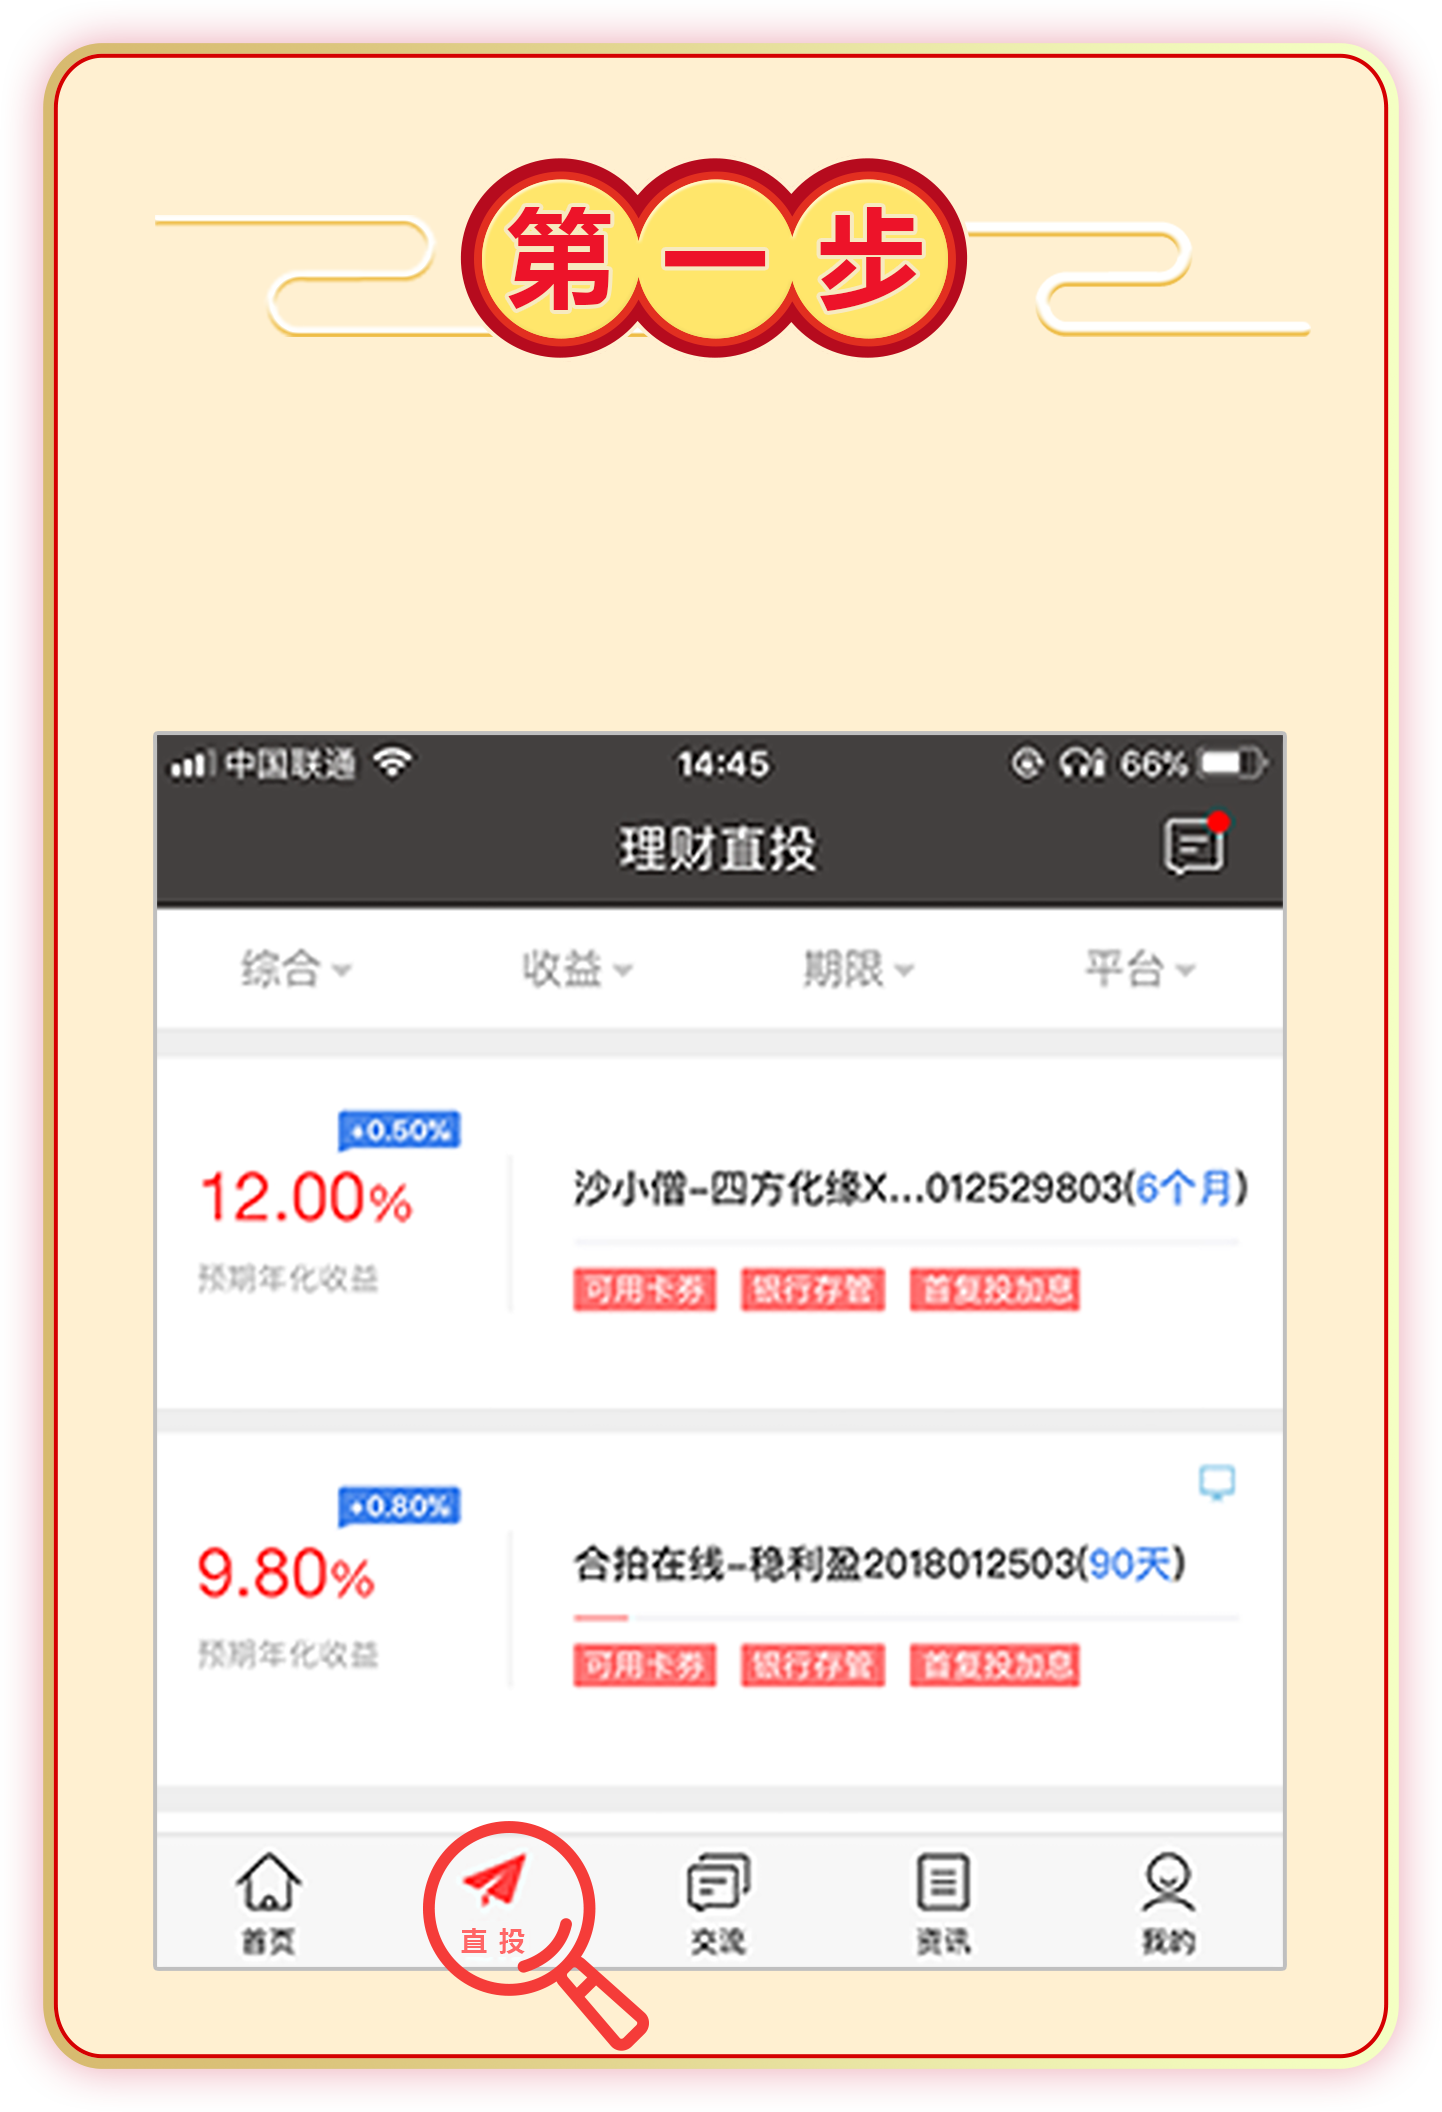 第一步
中国联通 14:45 66%
理财直投
综合 收益 期限 平台
+0.50%
12.00%
预期年化收益
沙小僧-四方化缘X...012529803(6个月)
可用卡券 银行存管 首复投加息
+0.80%
9.80%
预期年化收益
合拍在线-稳利盈2018012503(90天)
可用卡券 银行存管 首复投加息
首页 直投 交流 资讯 我的